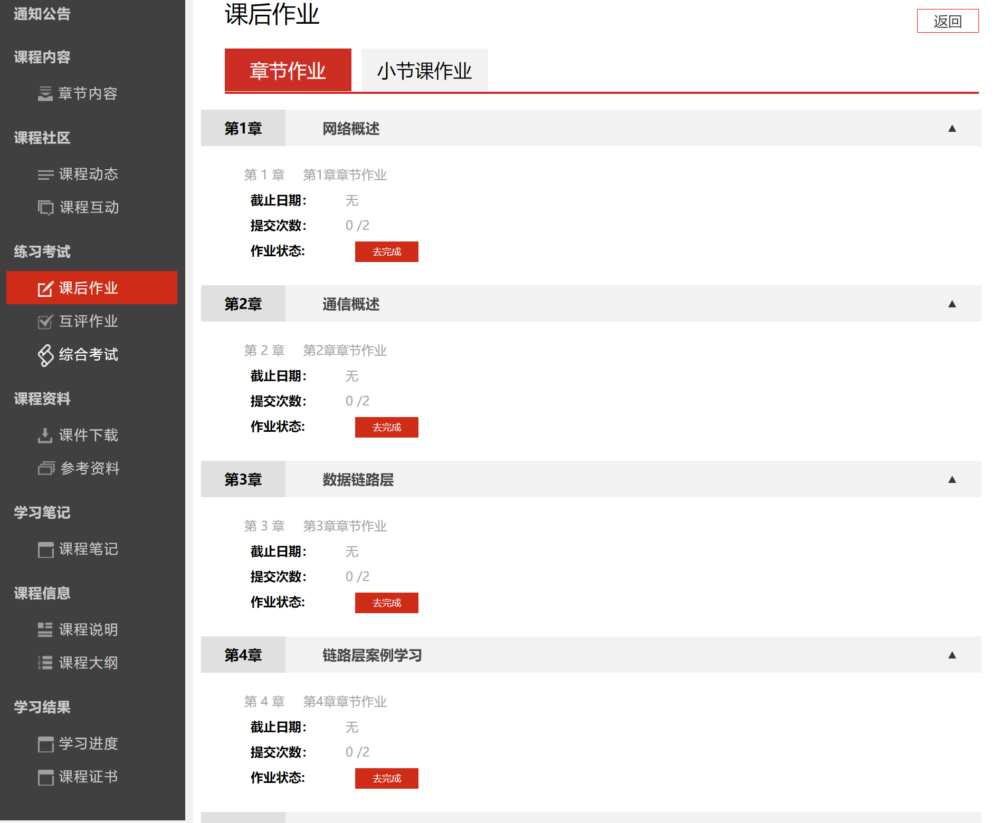 通知公告
课程内容
章节内容
课程社区
课程动态
课程互动
练习考试
课后作业
互评作业
综合考试
课程资料
课件下载
参考资料
学习笔记
课程笔记
课程信息
课程说明
课程大纲
学习结果
学习进度
课程证书
课后作业
返回
章节作业 小节课作业
第1章 网络概述 ▲
第 1 章 第1章章节作业
截止日期: 无
提交次数: 0 /2
作业状态: 去完成
第2章 通信概述 ▲
第 2 章 第2章章节作业
截止日期: 无
提交次数: 0 /2
作业状态: 去完成
第3章 数据链路层 ▲
第 3 章 第3章章节作业
截止日期: 无
提交次数: 0 /2
作业状态: 去完成
第4章 链路层案例学习 ▲
第 4 章 第4章章节作业
截止日期: 无
提交次数: 0 /2
作业状态: 去完成